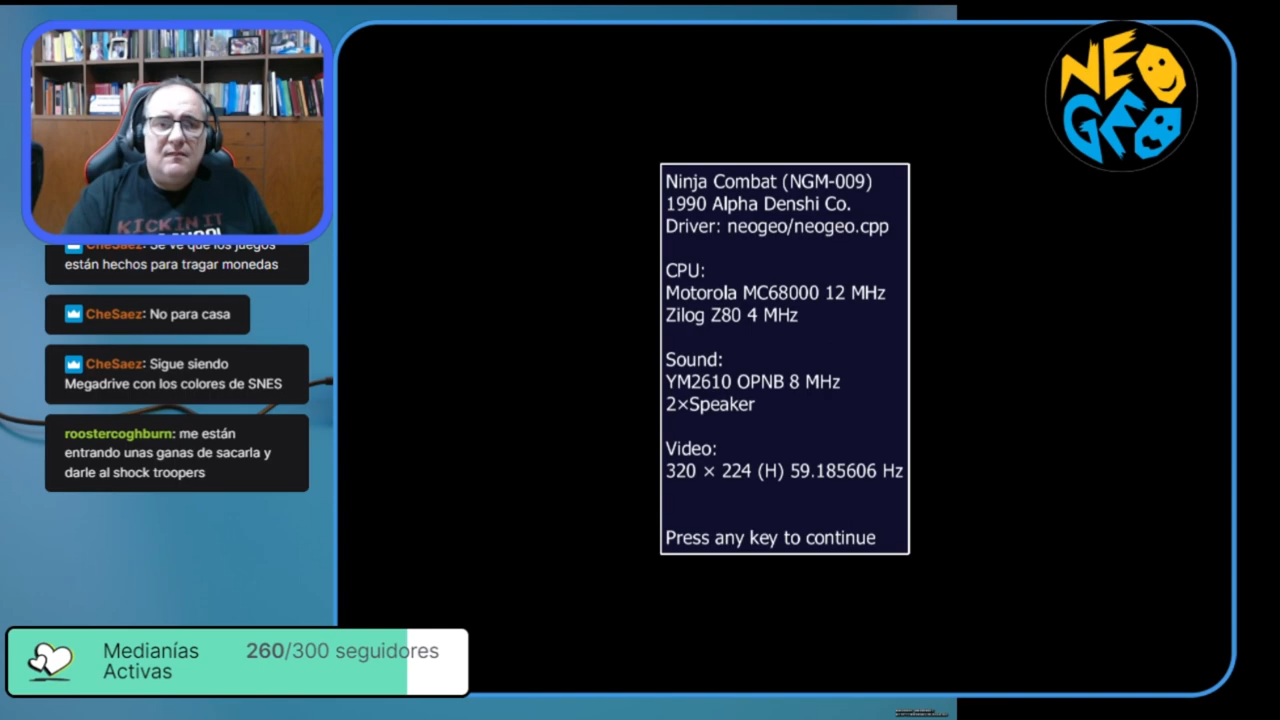 NEO
GEO
KICKIN IT
CheSaez: Se ve que los juegos
están hechos para tragar monedas
CheSaez: No para casa
CheSaez: Sigue siendo
Megadrive con los colores de SNES
roostercoghburn: me están
entrando unas ganas de sacarla y
darle al shock troopers
Ninja Combat (NGM-009)
1990 Alpha Denshi Co.
Driver: neogeo/neogeo.cpp
CPU:
Motorola MC68000 12 MHz
Zilog Z80 4 MHz
Sound:
YM2610 OPNB 8 MHz
2×Speaker
Video:
320 × 224 (H) 59.185606 Hz
Press any key to continue
Medianías
Activas
260/300 seguidores